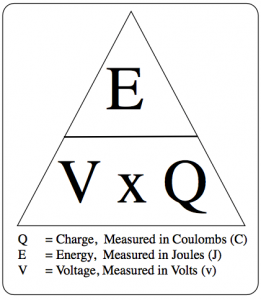 E
V x Q
Q = Charge, Measured in Coulombs (C)
E = Energy, Measured in Joules (J)
V = Voltage, Measured in Volts (v)